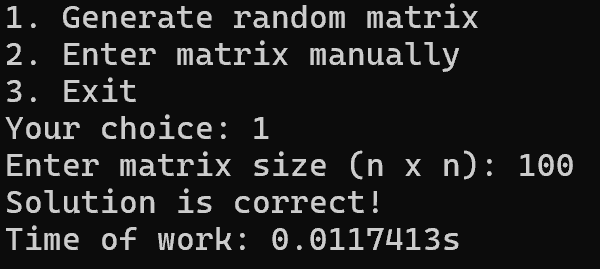 1. Generate random matrix
2. Enter matrix manually
3. Exit
Your choice: 1
Enter matrix size (n x n): 100
Solution is correct!
Time of work: 0.0117413s